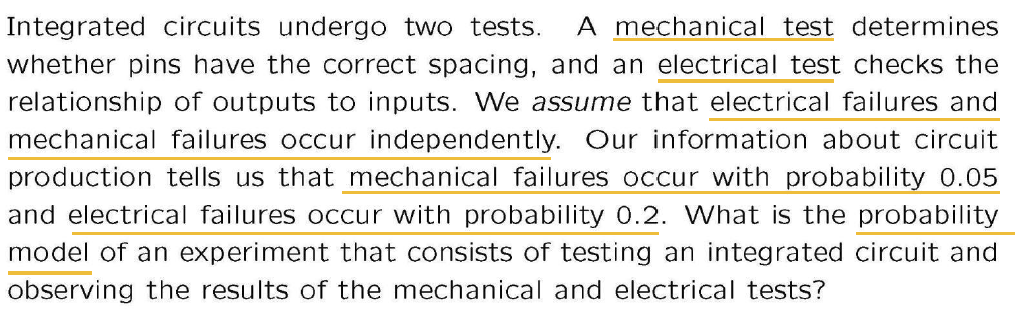 Integrated circuits undergo two tests. A mechanical test determines
whether pins have the correct spacing, and an electrical test checks the
relationship of outputs to inputs. We assume that electrical failures and
mechanical failures occur independently. Our information about circuit
production tells us that mechanical failures occur with probability 0.05
and electrical failures occur with probability 0.2. What is the probability
model of an experiment that consists of testing an integrated circuit and
observing the results of the mechanical and electrical tests?